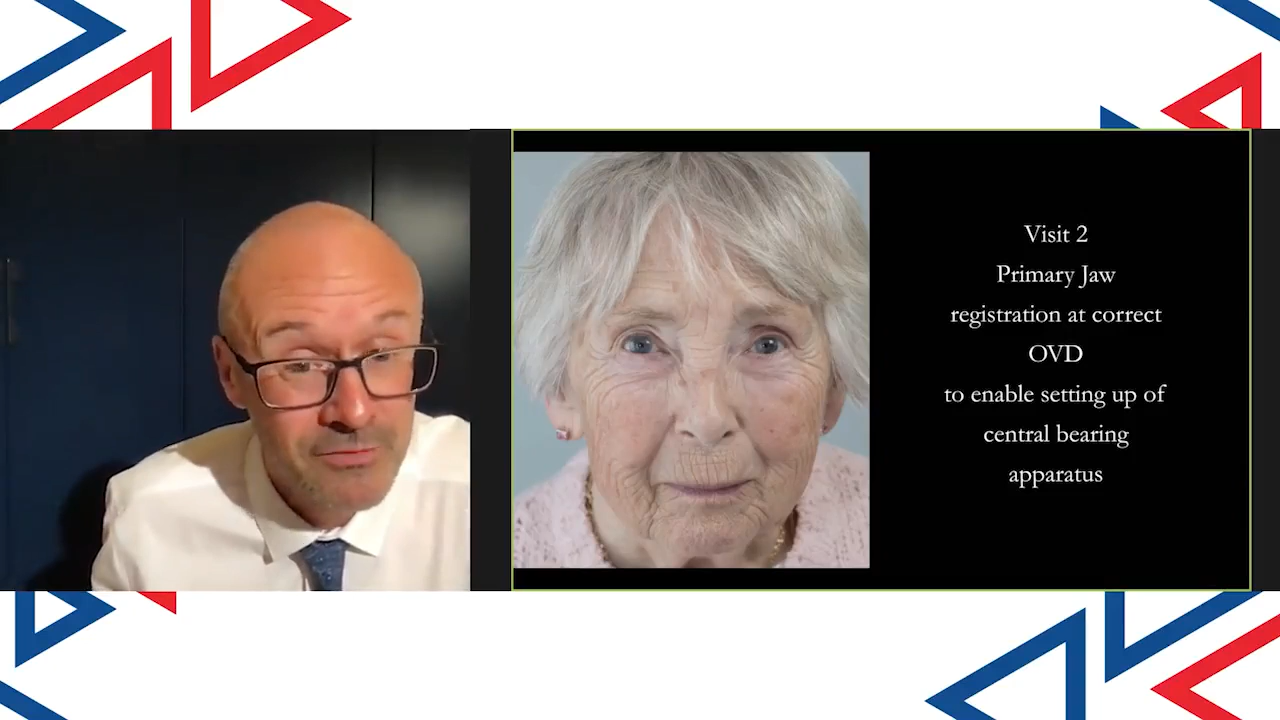 Visit 2
Primary Jaw
registration at correct
OVD
to enable setting up of
central bearing
apparatus